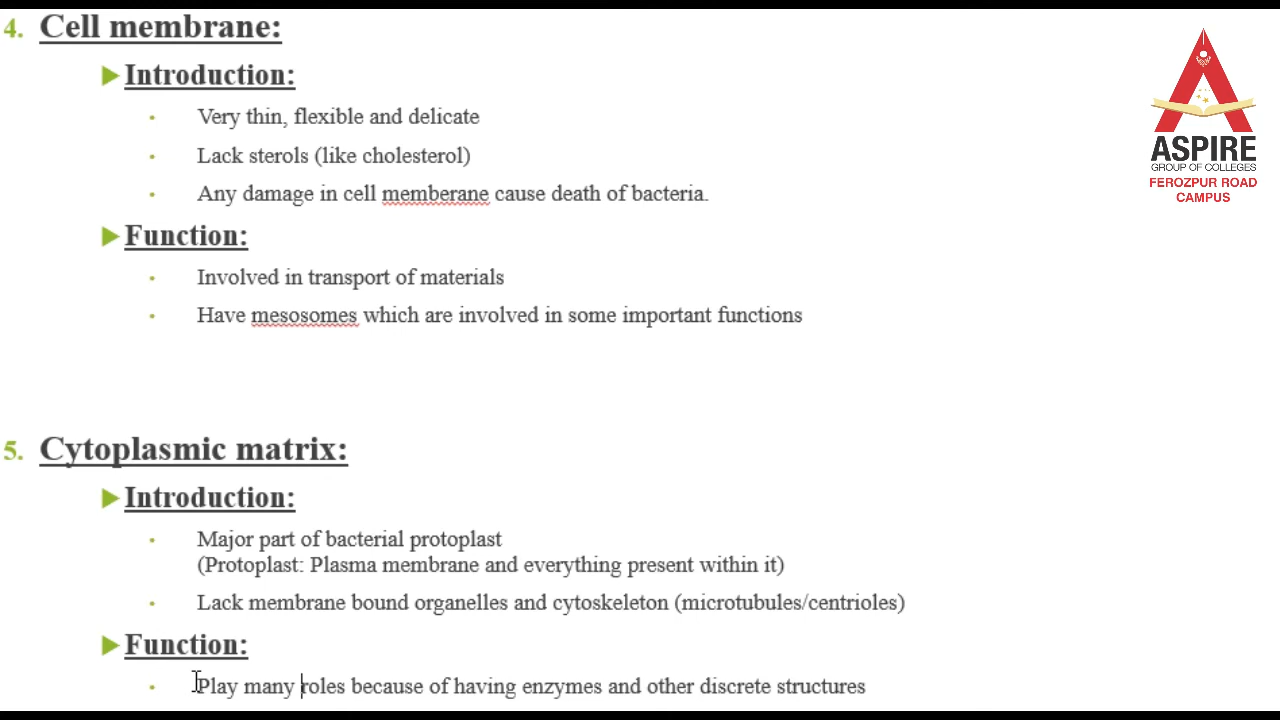 4. Cell membrane:
Introduction:
Very thin, flexible and delicate
Lack sterols (like cholesterol)
Any damage in cell memberane cause death of bacteria.
Function:
Involved in transport of materials
Have mesosomes which are involved in some important functions
5. Cytoplasmic matrix:
Introduction:
Major part of bacterial protoplast
(Protoplast: Plasma membrane and everything present within it)
Lack membrane bound organelles and cytoskeleton (microtubules/centrioles)
Function:
Play many roles because of having enzymes and other discrete structures
ASPIRE
GROUP OF COLLEGES
FEROZPUR ROAD
CAMPUS